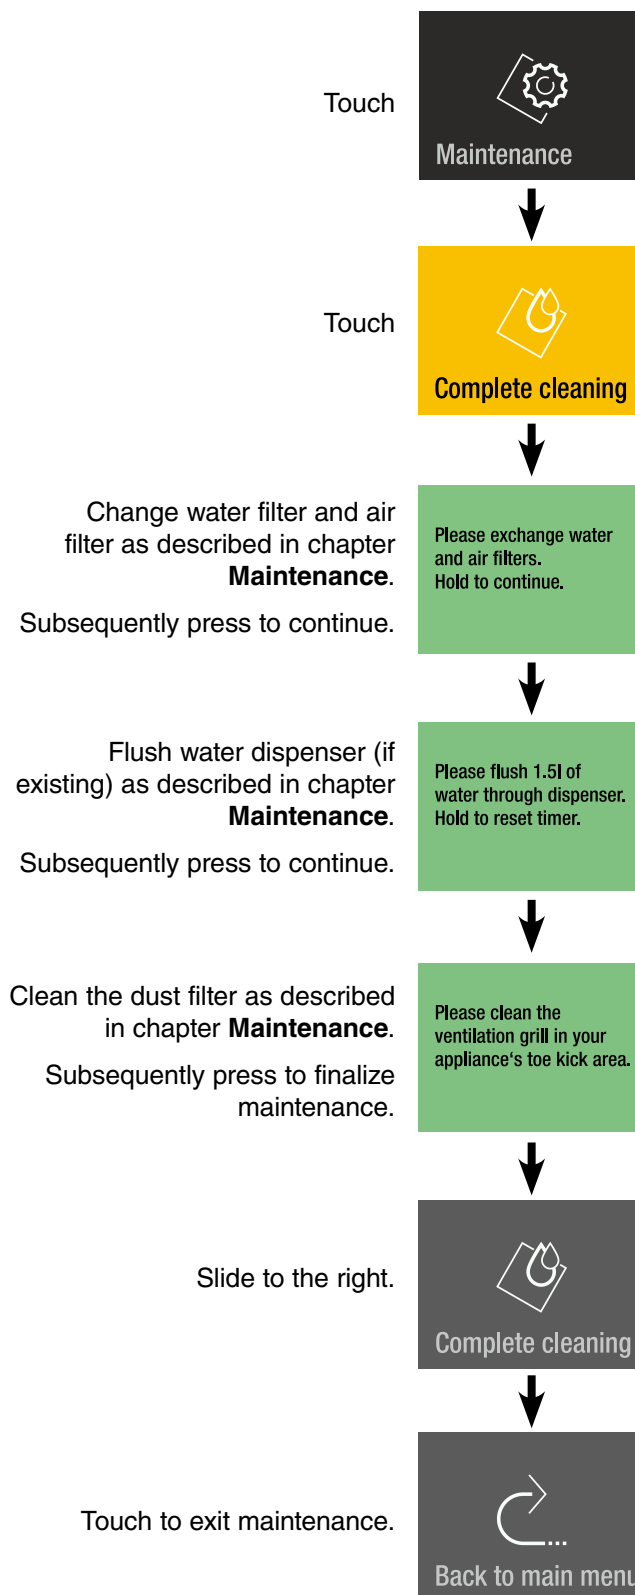 Touch
Maintenance
Touch
Complete cleaning
Change water filter and air
filter as described in chapter
Maintenance.
Subsequently press to continue.
Please exchange water
and air filters.
Hold to continue.
Flush water dispenser (if
existing) as described in chapter
Maintenance.
Subsequently press to continue.
Please flush 1.5l of
water through dispenser.
Hold to reset timer.
Clean the dust filter as described
in chapter Maintenance.
Subsequently press to finalize
maintenance.
Please clean the
ventilation grill in your
appliance‘s toe kick area.
Slide to the right.
Complete cleaning
Touch to exit maintenance.
Back to main menu